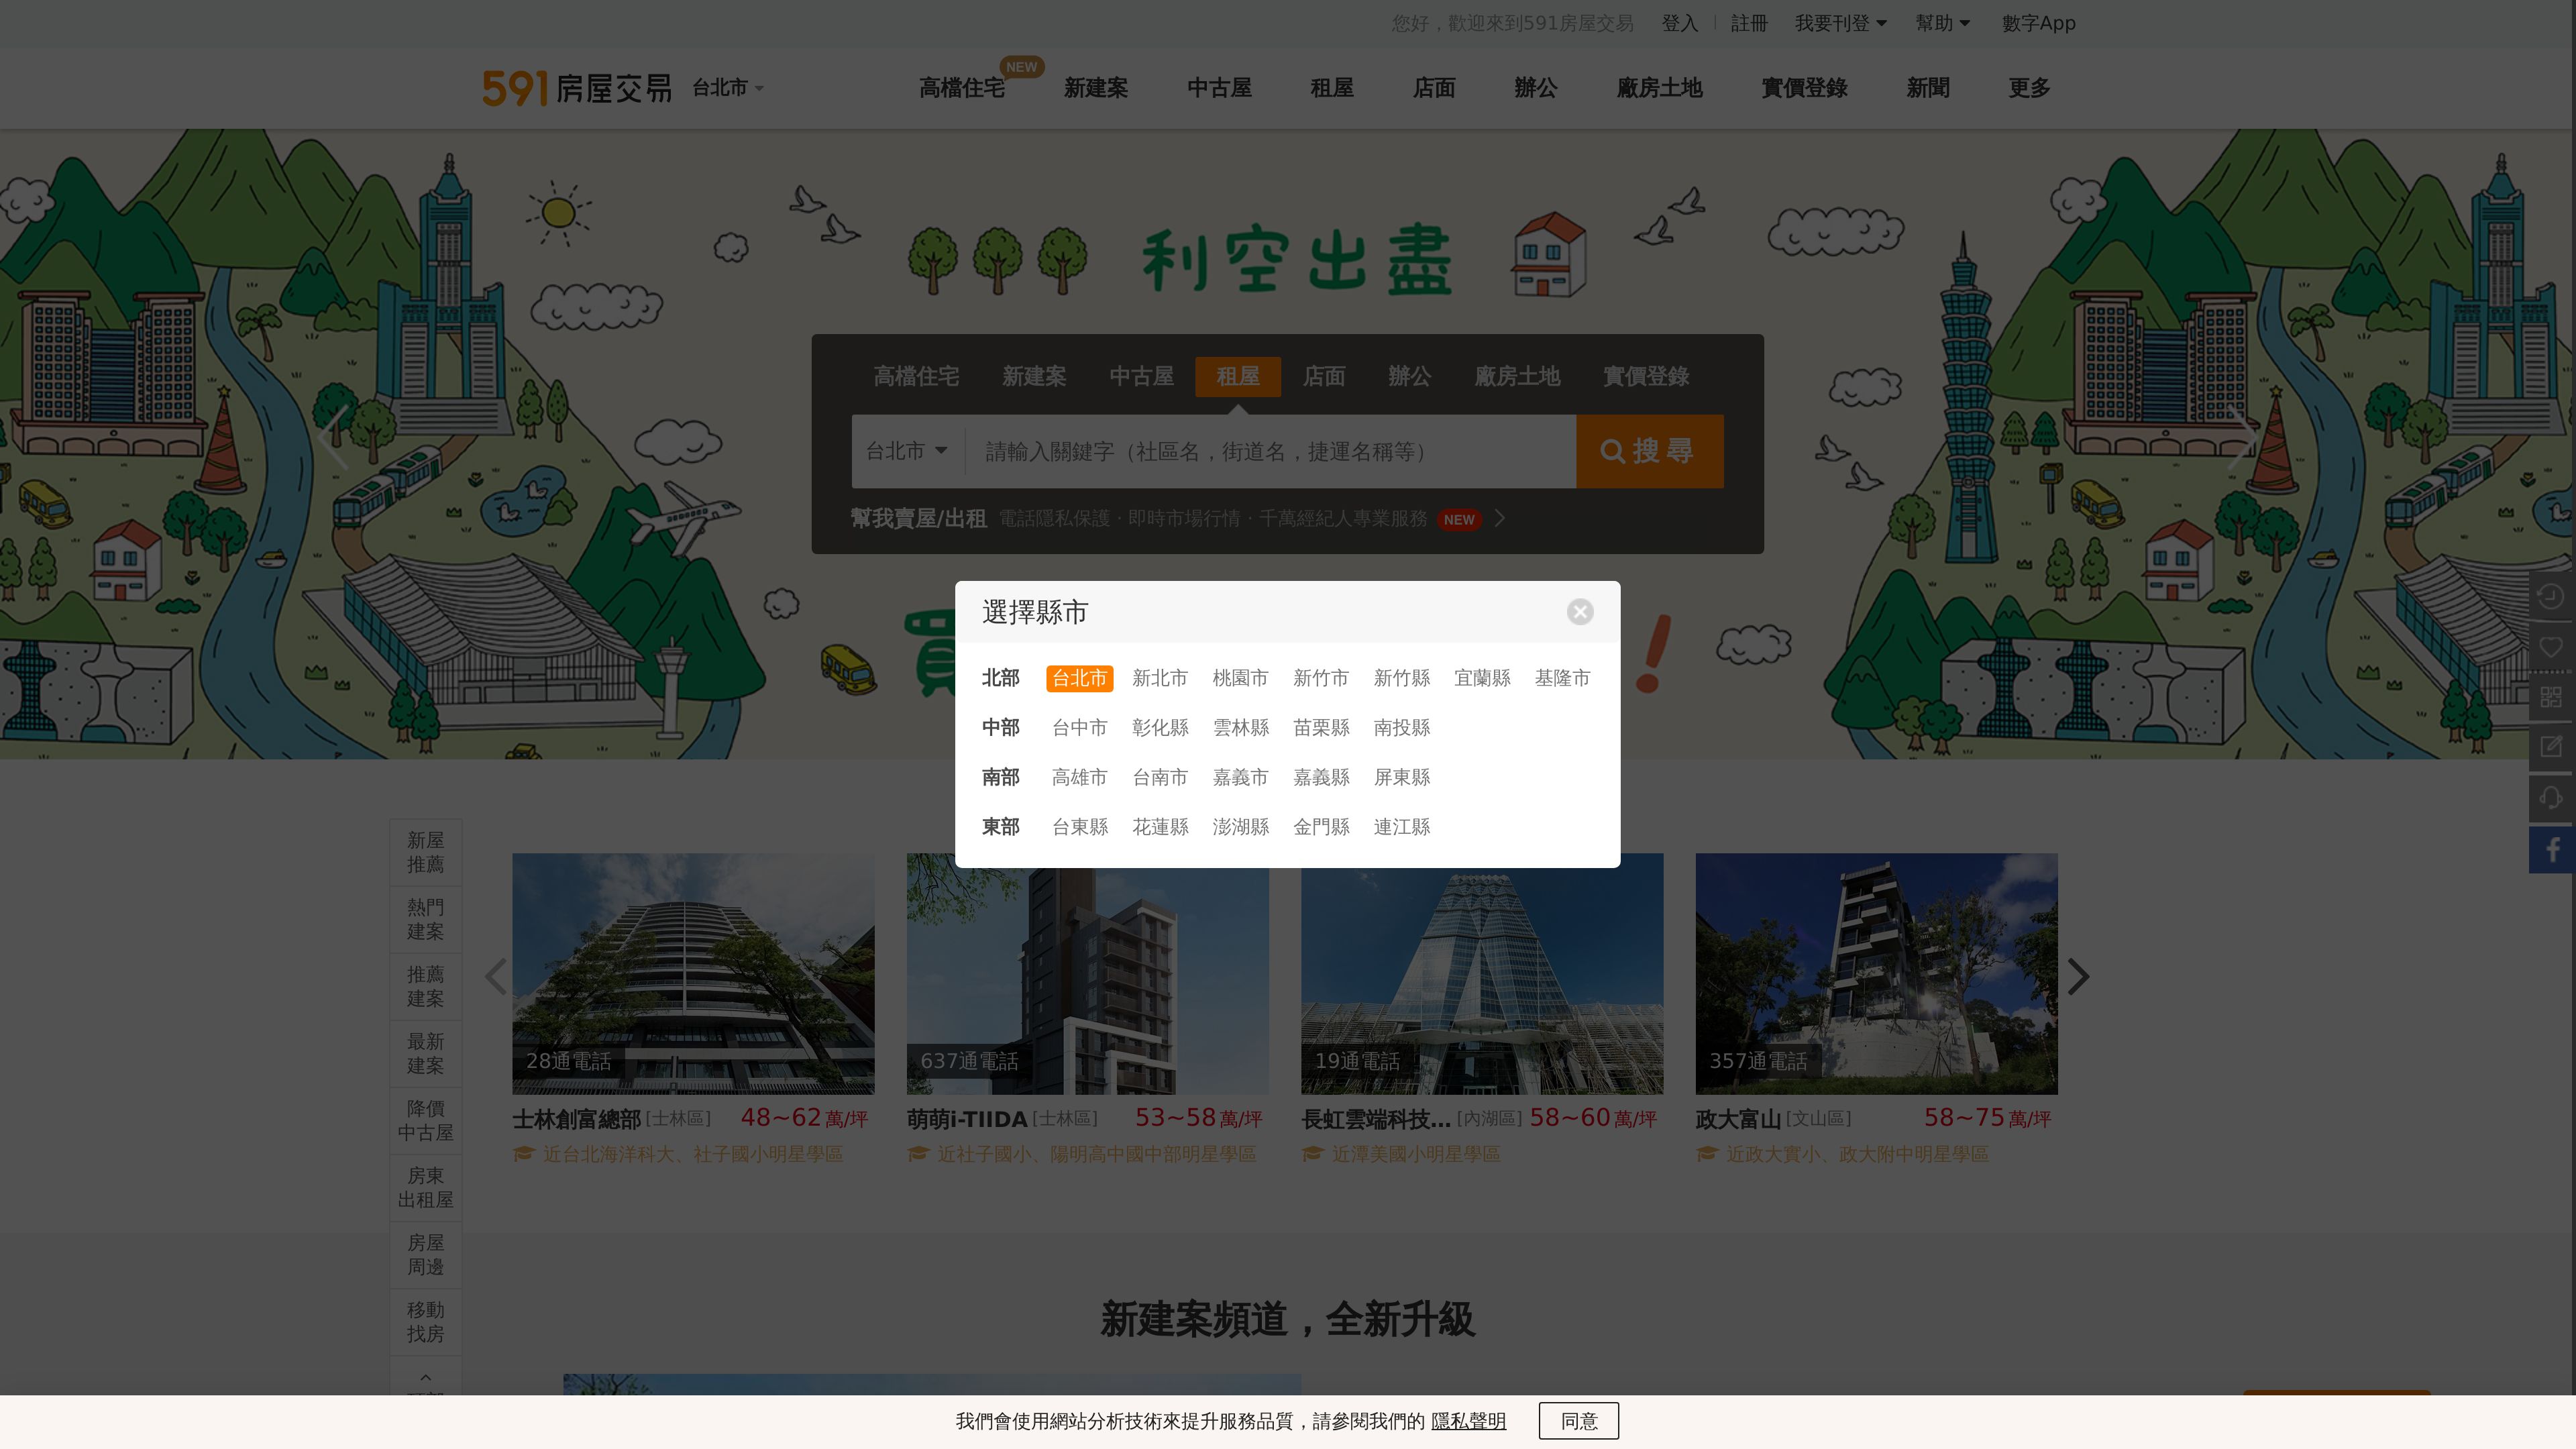 您好，歡迎來到591房屋交易 登入 註冊 我要刊登 幫助 數字App
591 房屋交易 台北市 高檔住宅 NEW 新建案 中古屋 租屋 店面 辦公 廠房土地 實價登錄 新聞 更多
利空出盡
高檔住宅 新建案 中古屋 租屋 店面 辦公 廠房土地 實價登錄
台北市 請輸入關鍵字（社區名，街道名，捷運名稱等） 搜尋
幫我賣屋/出租 電話隱私保護·即時市場行情·千萬經紀人專業服務 NEW
買 !
選擇縣市
北部 台北市 新北市 桃園市 新竹市 新竹縣 宜蘭縣 基隆市
中部 台中市 彰化縣 雲林縣 苗栗縣 南投縣
南部 高雄市 台南市 嘉義市 嘉義縣 屏東縣
東部 台東縣 花蓮縣 澎湖縣 金門縣 連江縣
新屋
推薦
熱門
建案
推薦
建案
最新
建案
降價
中古屋
房東
出租屋
房屋
周邊
移動
找房
28通電話
士林創富總部 [士林區] 48~62 萬/坪
近台北海洋科大、社子國小明星學區
637通電話
萌萌i-TIIDA [士林區] 53~58 萬/坪
近社子國小、陽明高中國中部明星學區
19通電話
長虹雲端科技... [內湖區] 58~60 萬/坪
近潭美國小明星學區
357通電話
政大富山 [文山區] 58~75 萬/坪
近政大實小、政大附中明星學區
新建案頻道，全新升級
我們會使用網站分析技術來提升服務品質，請參閱我們的 隱私聲明 同意